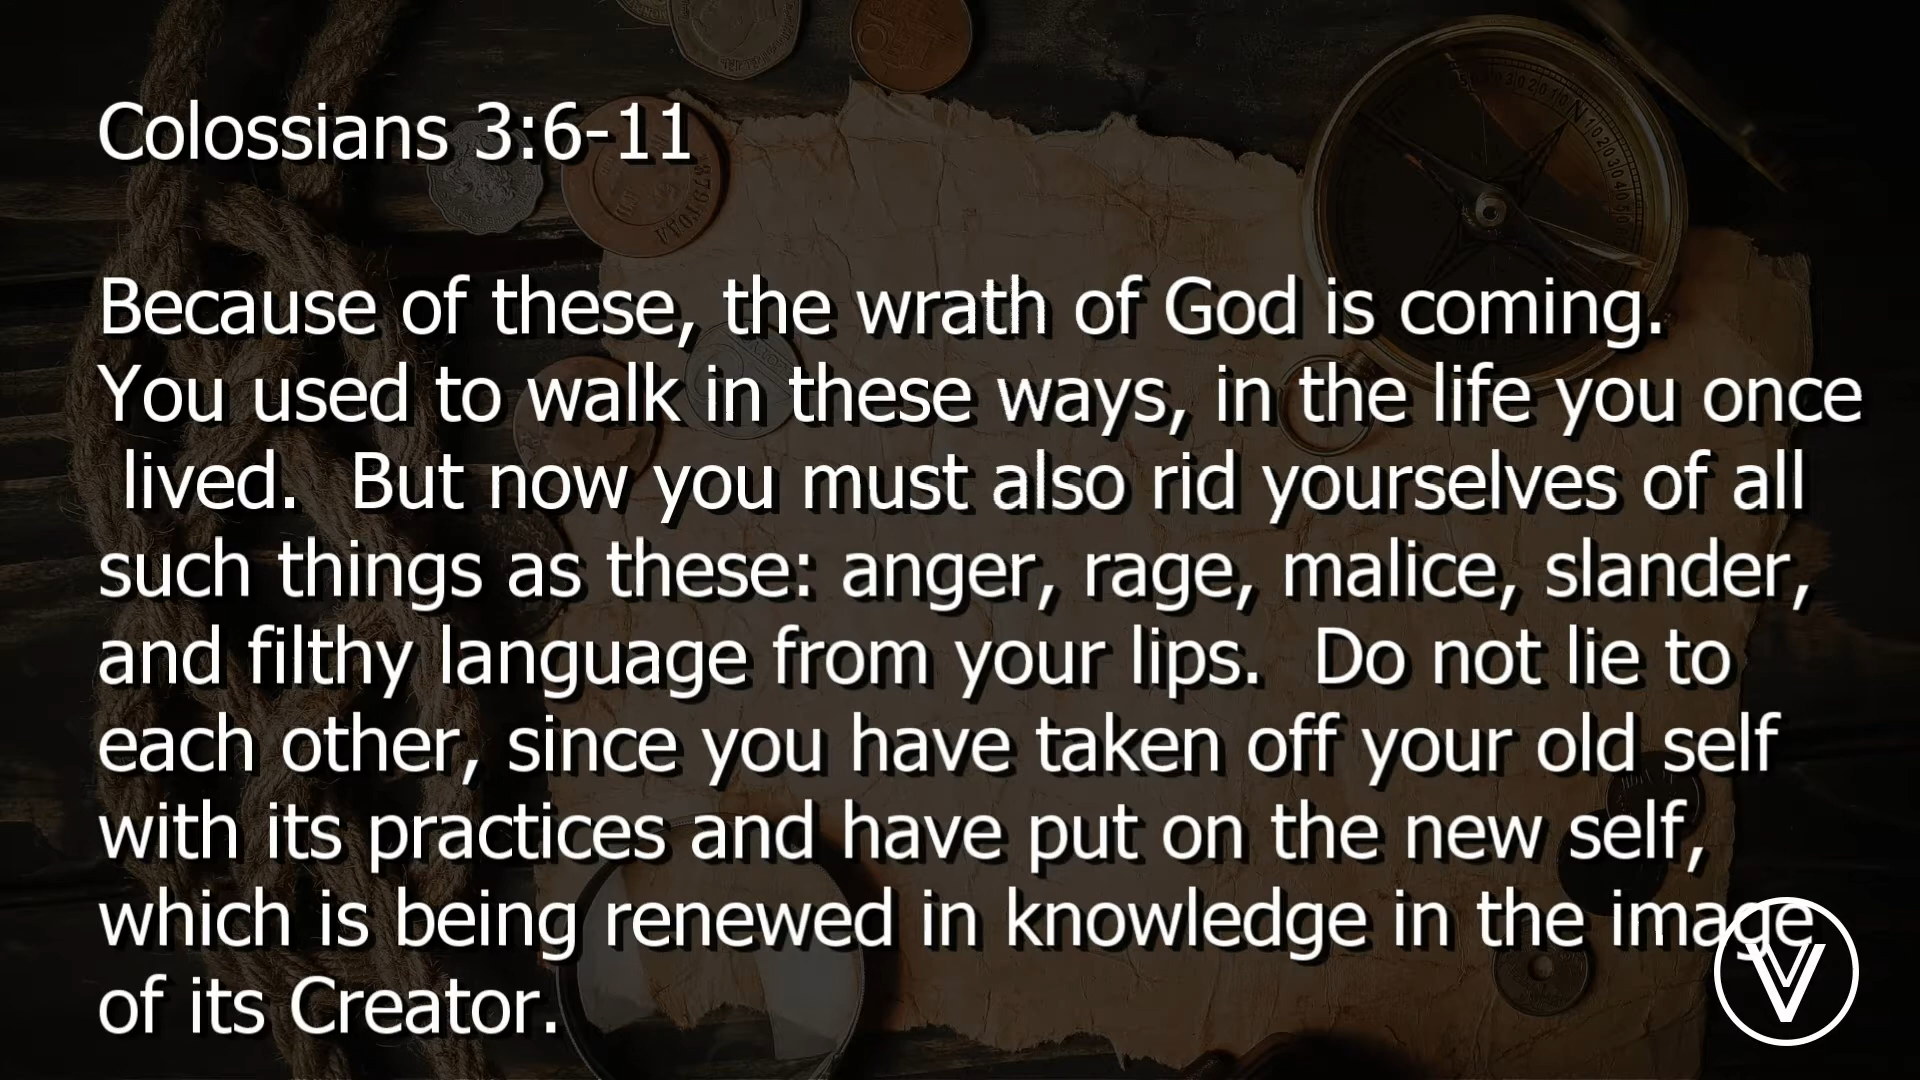 Colossians 3:6-11
Because of these, the wrath of God is coming.
You used to walk in these ways, in the life you once
lived.  But now you must also rid yourselves of all
such things as these: anger, rage, malice, slander,
and filthy language from your lips.  Do not lie to
each other, since you have taken off your old self
with its practices and have put on the new self,
which is being renewed in knowledge in the image
of its Creator.